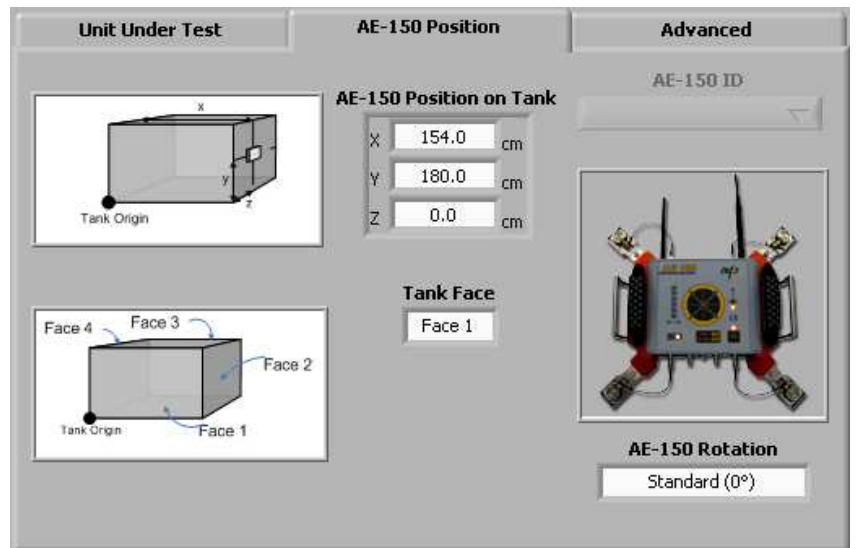 Unit Under Test
AE-150 Position
Advanced
AE-150 ID
AE-150 Position on Tank
X 154.0 cm
Y 180.0 cm
Z 0.0 cm
x
y
z
Tank Origin
Tank Face
Face 1
Face 4
Face 3
Face 2
Face 1
Tank Origin
AE-150
AE-150 Rotation
Standard (0°)